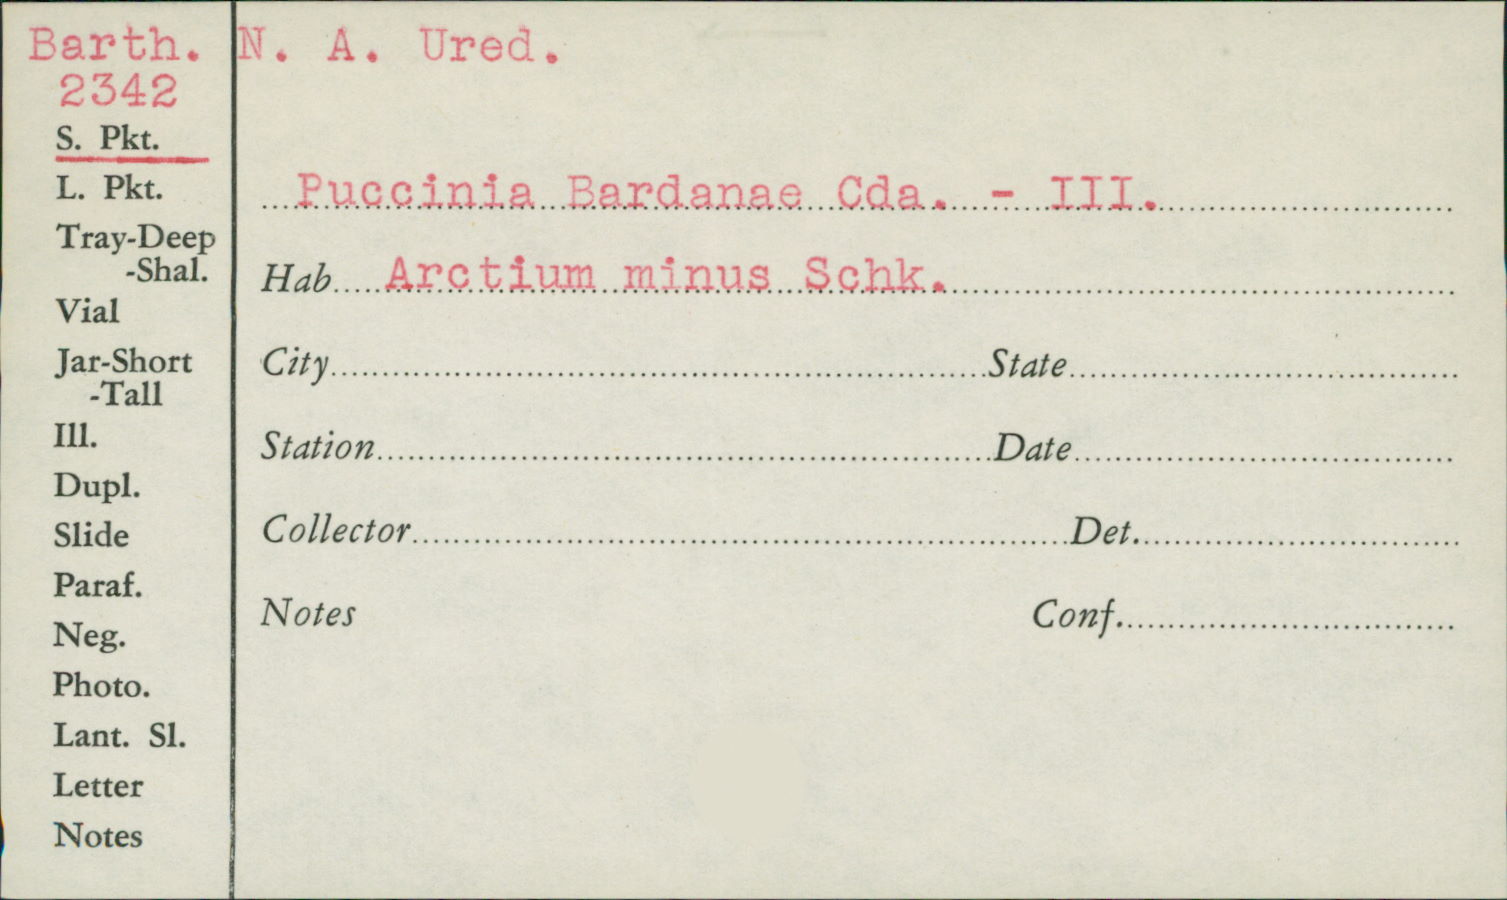 Barth. N. A. Ured.
2342
S. Pkt.
L. Pkt.
Tray-Deep
-Shal.
Vial
Jar-Short
-Tall
Ill.
Dupl.
Slide
Paraf.
Neg.
Photo.
Lant. Sl.
Letter
Notes
Puccinia Bardanae Cda. - III.
Hab. Arctium minus Schk.
City State
Station Date
Collector Det.
Notes Conf.